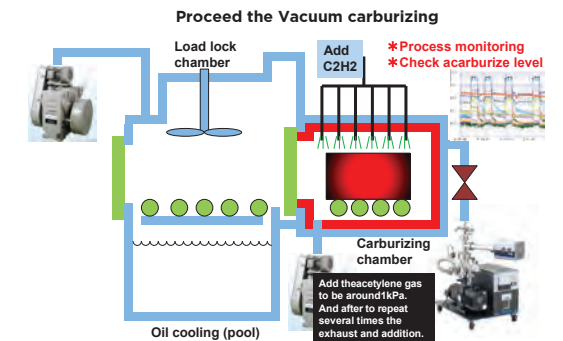 Proceed the Vacuum carburizing
Load lock
chamber
Add
C2H2
∗Process monitoring
∗Check acarburize level
Carburizing
chamber
Add theacetylene gas
to be around1kPa.
And after to repeat
several times the
exhaust and addition.
Oil cooling (pool)